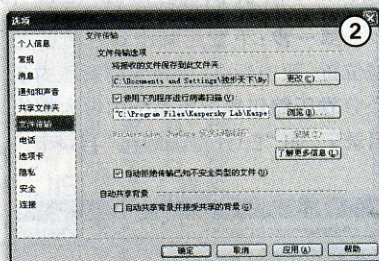 选项
2
个人信息
常规
消息
通知和声音
共享文件夹
文件传输
电话
选项卡
隐私
安全
连接
文件传输
文件传输选项
将接收的文件保存到此文件夹
C:\Documents and Settings\独步天下\My
更改(C)...
使用下列程序进行病毒扫描(V)
"C:\Program Files\Kaspersky Lab\Kaspe
浏览(B)...
Windows Live OneCare
安装(I)
了解更多信息(L)
自动拒绝传输已知不安全类型的文件(U)
自动共享背景
自动共享背景并接受共享的背景(G)
确定
取消
应用(A)
帮助